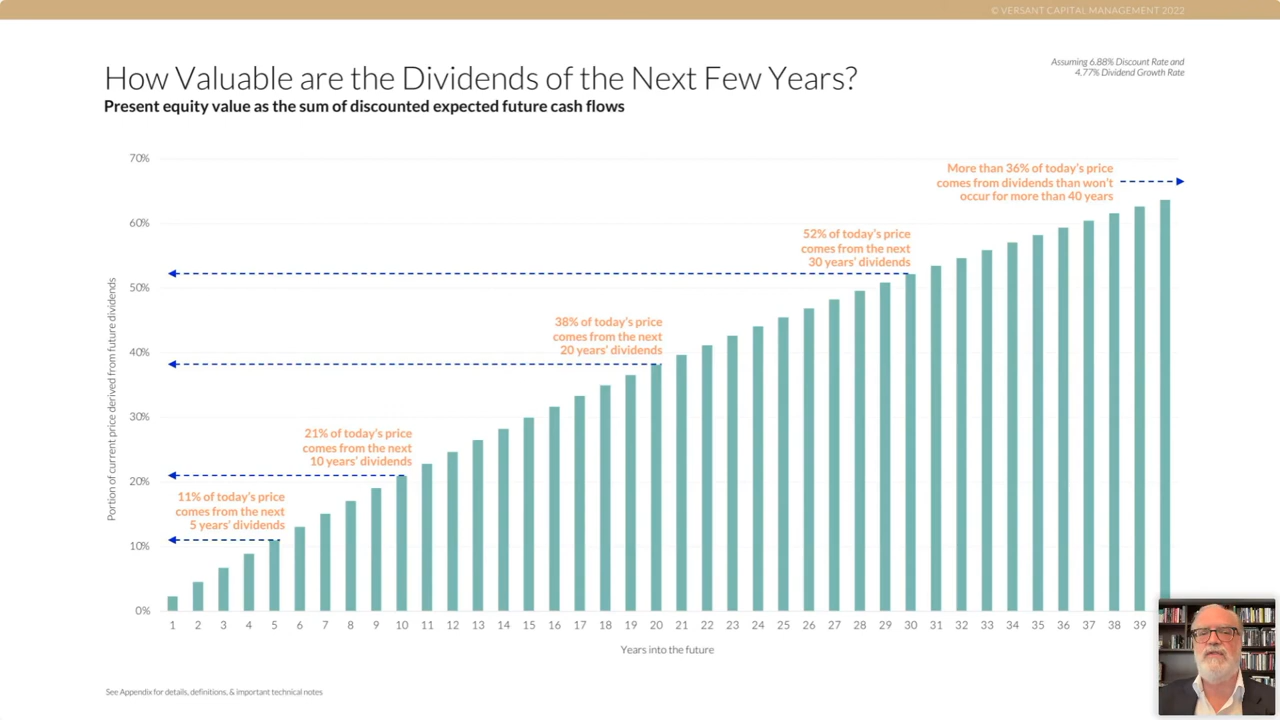 © VERSANT CAPITAL MANAGEMENT 2022
How Valuable are the Dividends of the Next Few Years?
Present equity value as the sum of discounted expected future cash flows
Assuming 6.88% Discount Rate and
4.77% Dividend Growth Rate
Portion of current price derived from future dividends
70%
60%
50%
40%
30%
20%
10%
0%
11% of today's price
comes from the next
5 years' dividends
21% of today's price
comes from the next
10 years' dividends
38% of today's price
comes from the next
20 years' dividends
52% of today's price
comes from the next
30 years' dividends
More than 36% of today's price
comes from dividends than won't
occur for more than 40 years
1 2 3 4 5 6 7 8 9 10 11 12 13 14 15 16 17 18 19 20 21 22 23 24 25 26 27 28 29 30 31 32 33 34 35 36 37 38 39
Years into the future
See Appendix for details, definitions, & important technical notes